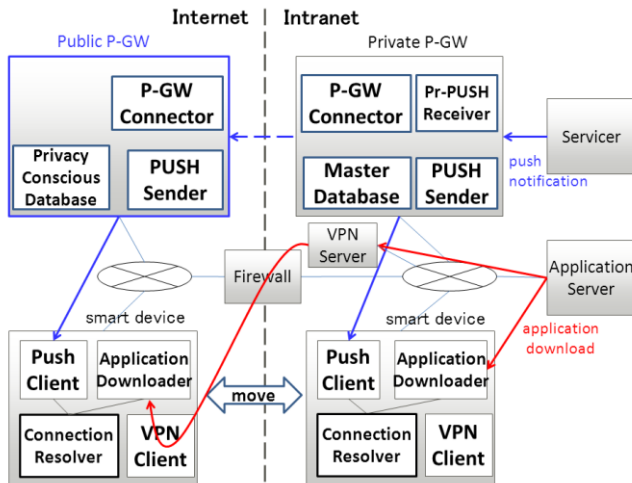 Internet
Intranet
Public P-GW
Private P-GW
P-GW
Connector
Privacy
Conscious
Database
PUSH
Sender
P-GW
Connector
Pr-PUSH
Receiver
Master
Database
PUSH
Sender
Servicer
push
notification
VPN
Server
Firewall
Application
Server
application
download
smart device
Push
Client
Application
Downloader
Connection
Resolver
VPN
Client
move
smart device
Push
Client
Application
Downloader
Connection
Resolver
VPN
Client